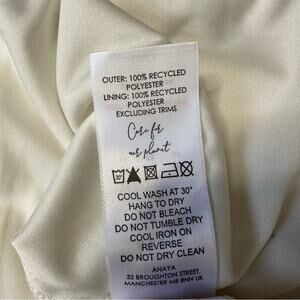 OUTER: 100% RECYCLED
POLYESTER
LINING: 100% RECYCLED
POLYESTER
EXCLUDING TRIMS
Care for
our planet
30°
COOL WASH AT 30°
HANG TO DRY
DO NOT BLEACH
DO NOT TUMBLE DRY
COOL IRON ON
REVERSE
DO NOT DRY CLEAN
ANAYA
32 BROUGHTON STREET,
MANCHESTER M8 8NN UK